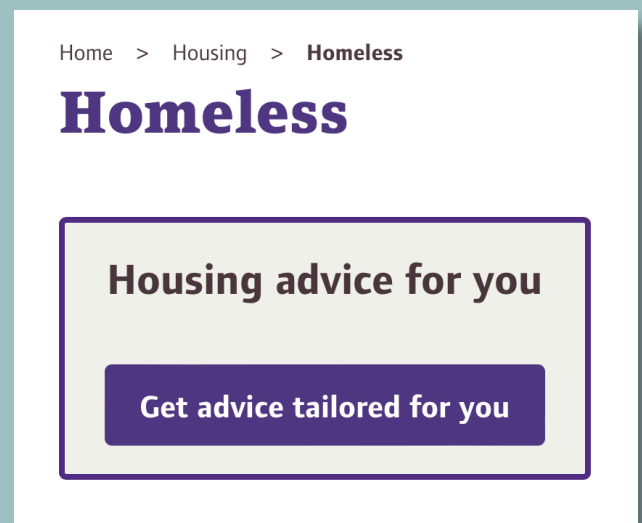 Home > Housing > Homeless
Homeless
Housing advice for you
Get advice tailored for you